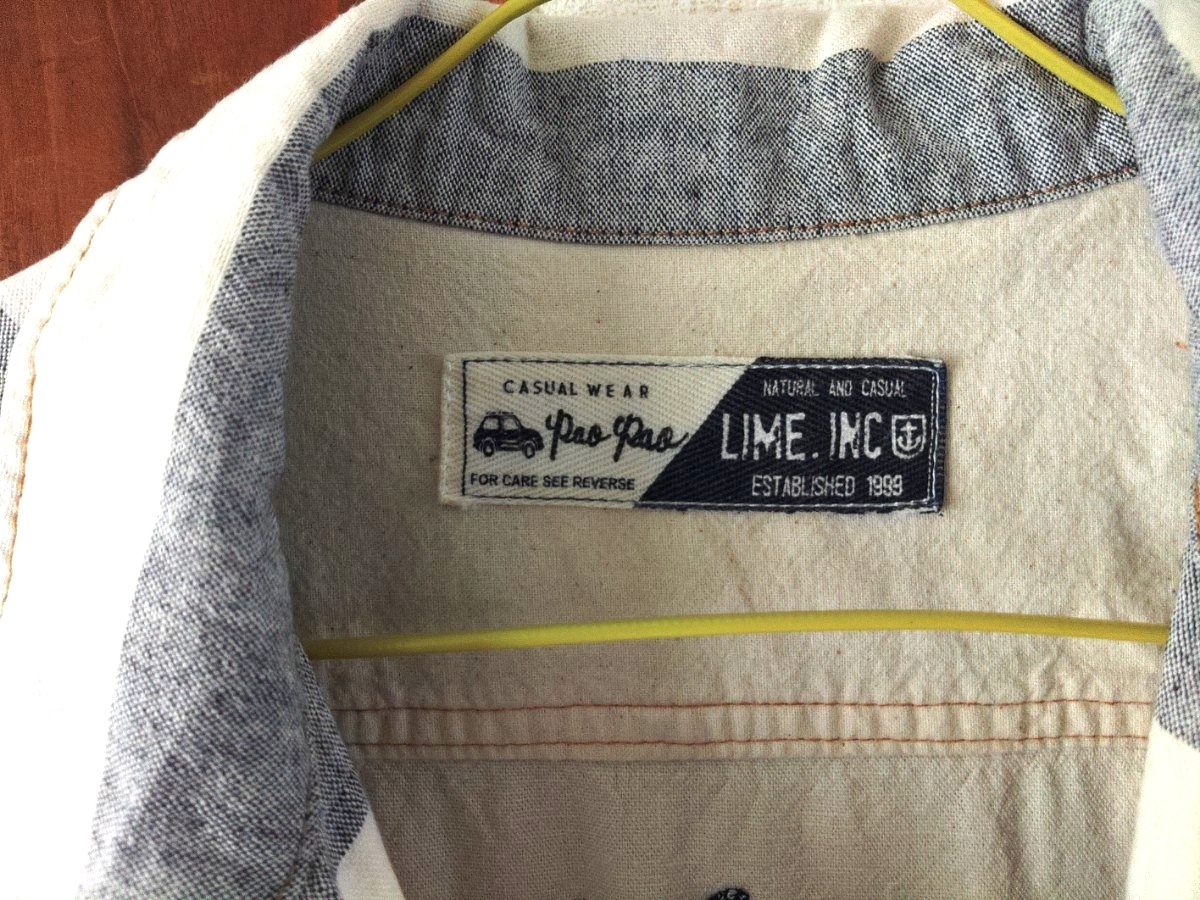 CASUAL WEAR
Pao Pao
FOR CARE SEE REVERSE
NATURAL AND CASUAL
LIME. INC
ESTABLISHED 1999